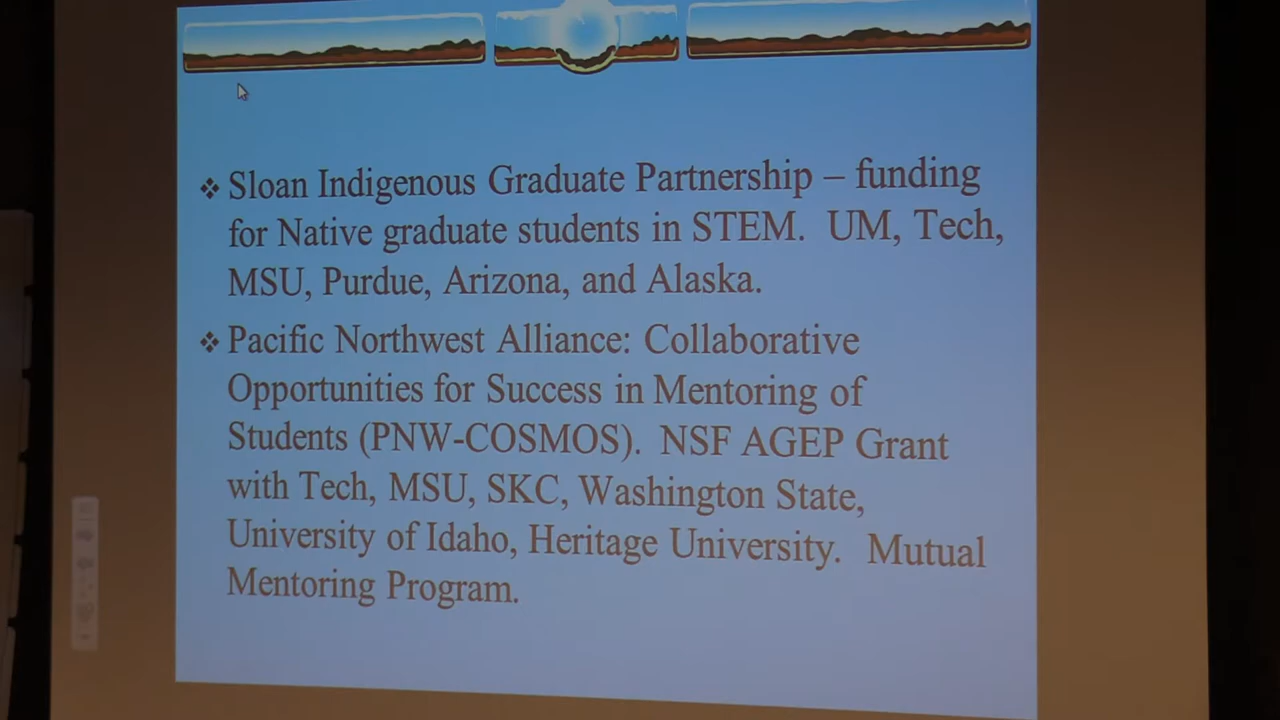 ❖ Sloan Indigenous Graduate Partnership – funding
for Native graduate students in STEM.  UM, Tech,
MSU, Purdue, Arizona, and Alaska.
❖ Pacific Northwest Alliance: Collaborative
Opportunities for Success in Mentoring of
Students (PNW-COSMOS).  NSF AGEP Grant
with Tech, MSU, SKC, Washington State,
University of Idaho, Heritage University.  Mutual
Mentoring Program.